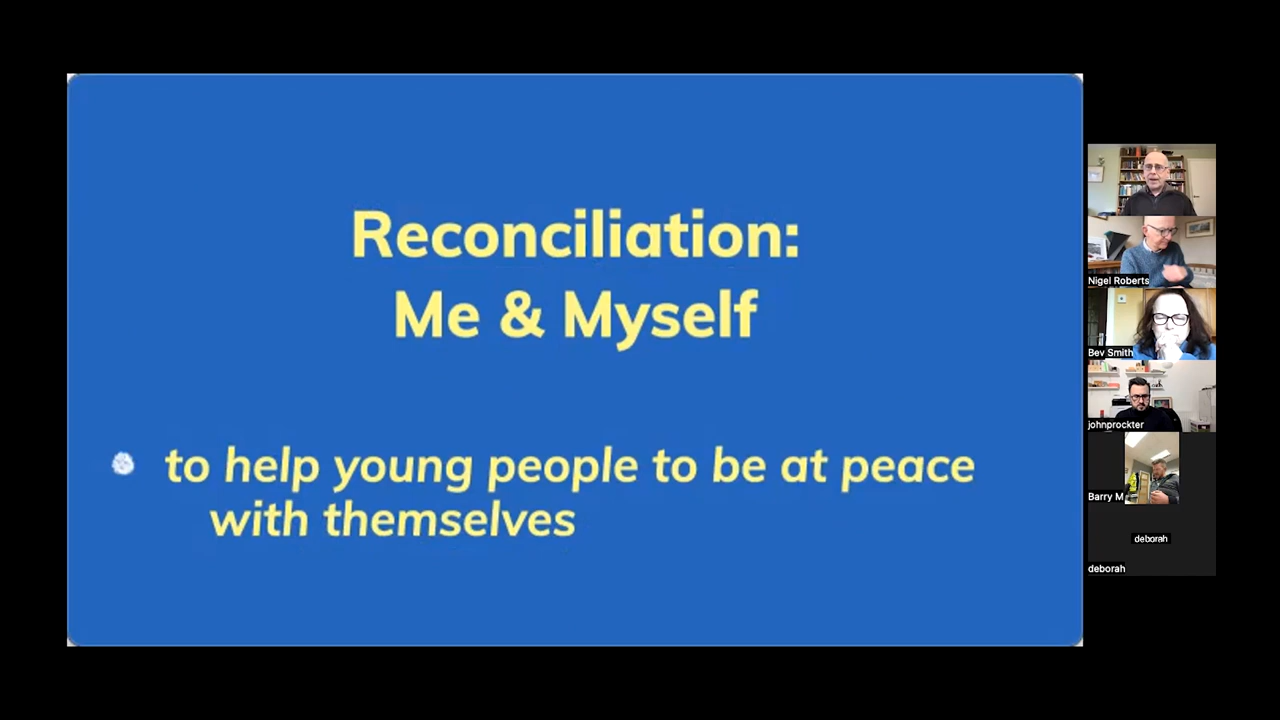 Reconciliation:
Me & Myself
to help young people to be at peace
with themselves
Nigel Roberts
Bev Smith
johnprockter
Barry M
deborah
deborah